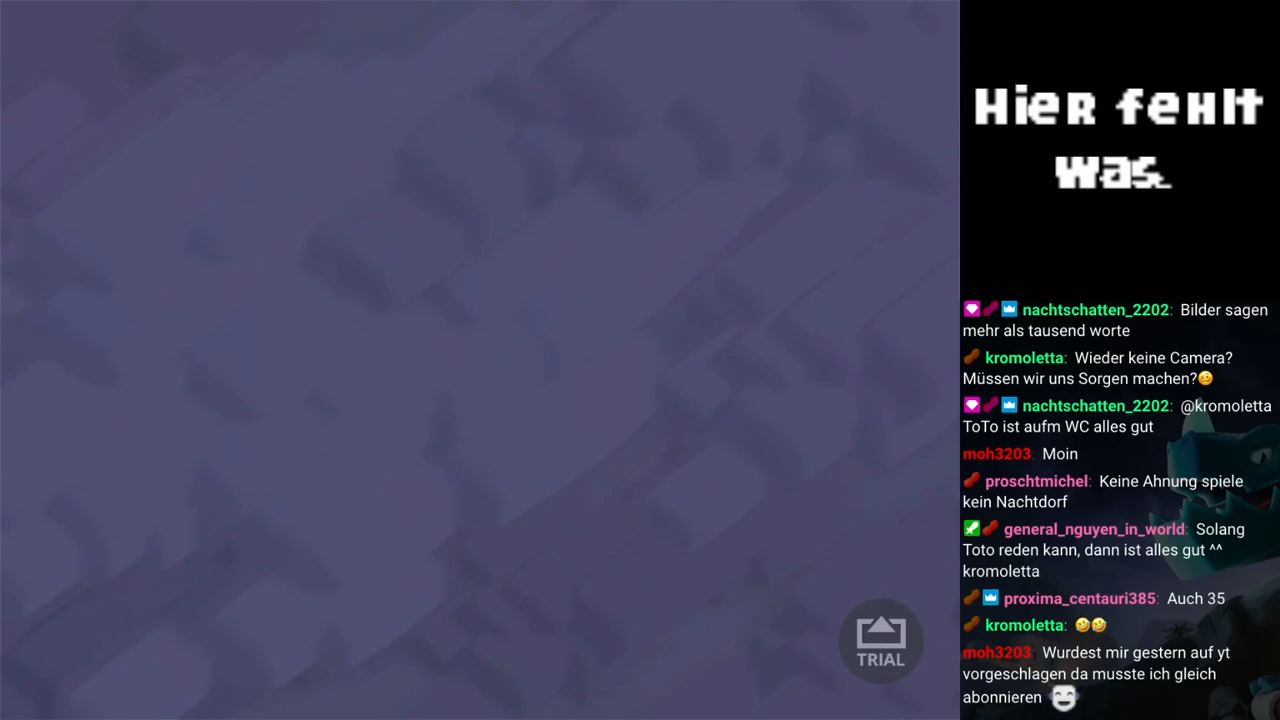 Hier fehlt
was.
nachtschatten_2202: Bilder sagen
mehr als tausend worte
kromoletta: Wieder keine Camera?
Müssen wir uns Sorgen machen?🥴
nachtschatten_2202: @kromoletta
ToTo ist aufm WC alles gut
moh3203: Moin
proschtmichel: Keine Ahnung spiele
kein Nachtdorf
general_nguyen_in_world: Solang
Toto reden kann, dann ist alles gut ^^
kromoletta
proxima_centauri385: Auch 35
kromoletta: 🤣🤣
moh3203: Wurdest mir gestern auf yt
vorgeschlagen da musste ich gleich
abonnieren
TRIAL